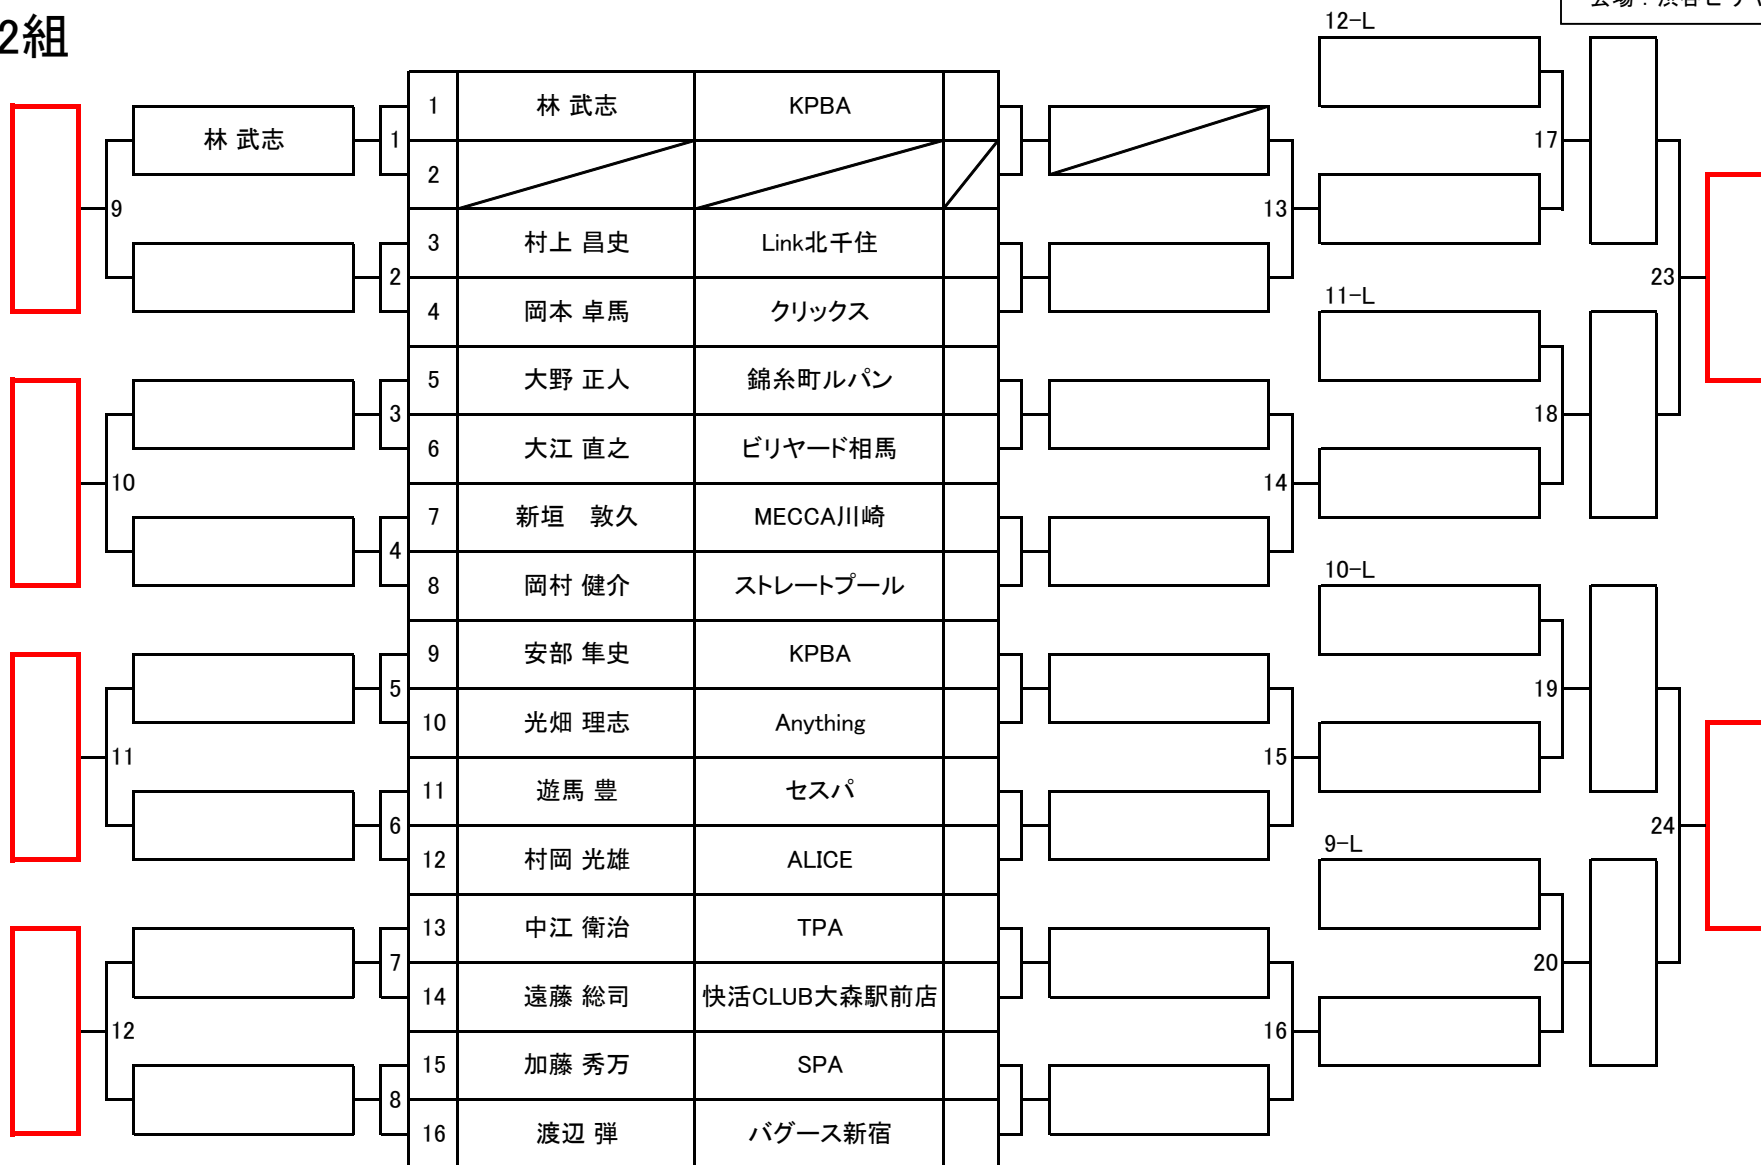 2組
12-L
林 武志
1
1 林 武志 KPBA
2
17
9
13
3 村上 昌史 Link北千住
2
23
4 岡本 卓馬 クリックス
11-L
5 大野 正人 錦糸町ルパン
3
18
6 大江 直之 ビリヤード相馬
10
14
7 新垣　敦久 MECCA川崎
4
8 岡村 健介 ストレートプール
10-L
9 安部 隼史 KPBA
5
19
10 光畑 理志 Anything
11
15
11 遊馬 豊 セスパ
6
24
12 村岡 光雄 ALICE
9-L
13 中江 衛治 TPA
7
20
14 遠藤 総司 快活CLUB大森駅前店
12
16
15 加藤 秀万 SPA
8
16 渡辺 弾 バグース新宿